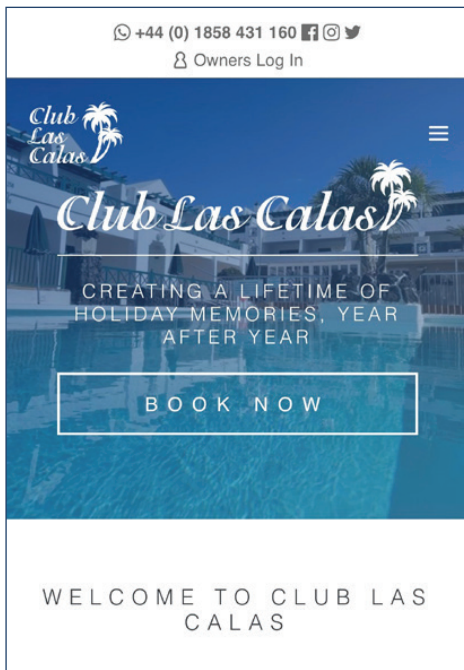 +44 (0) 1858 431 160
Owners Log In
Club
Las
Calas
Club Las Calas
CREATING A LIFETIME OF
HOLIDAY MEMORIES, YEAR
AFTER YEAR
BOOK NOW
WELCOME TO CLUB LAS
CALAS